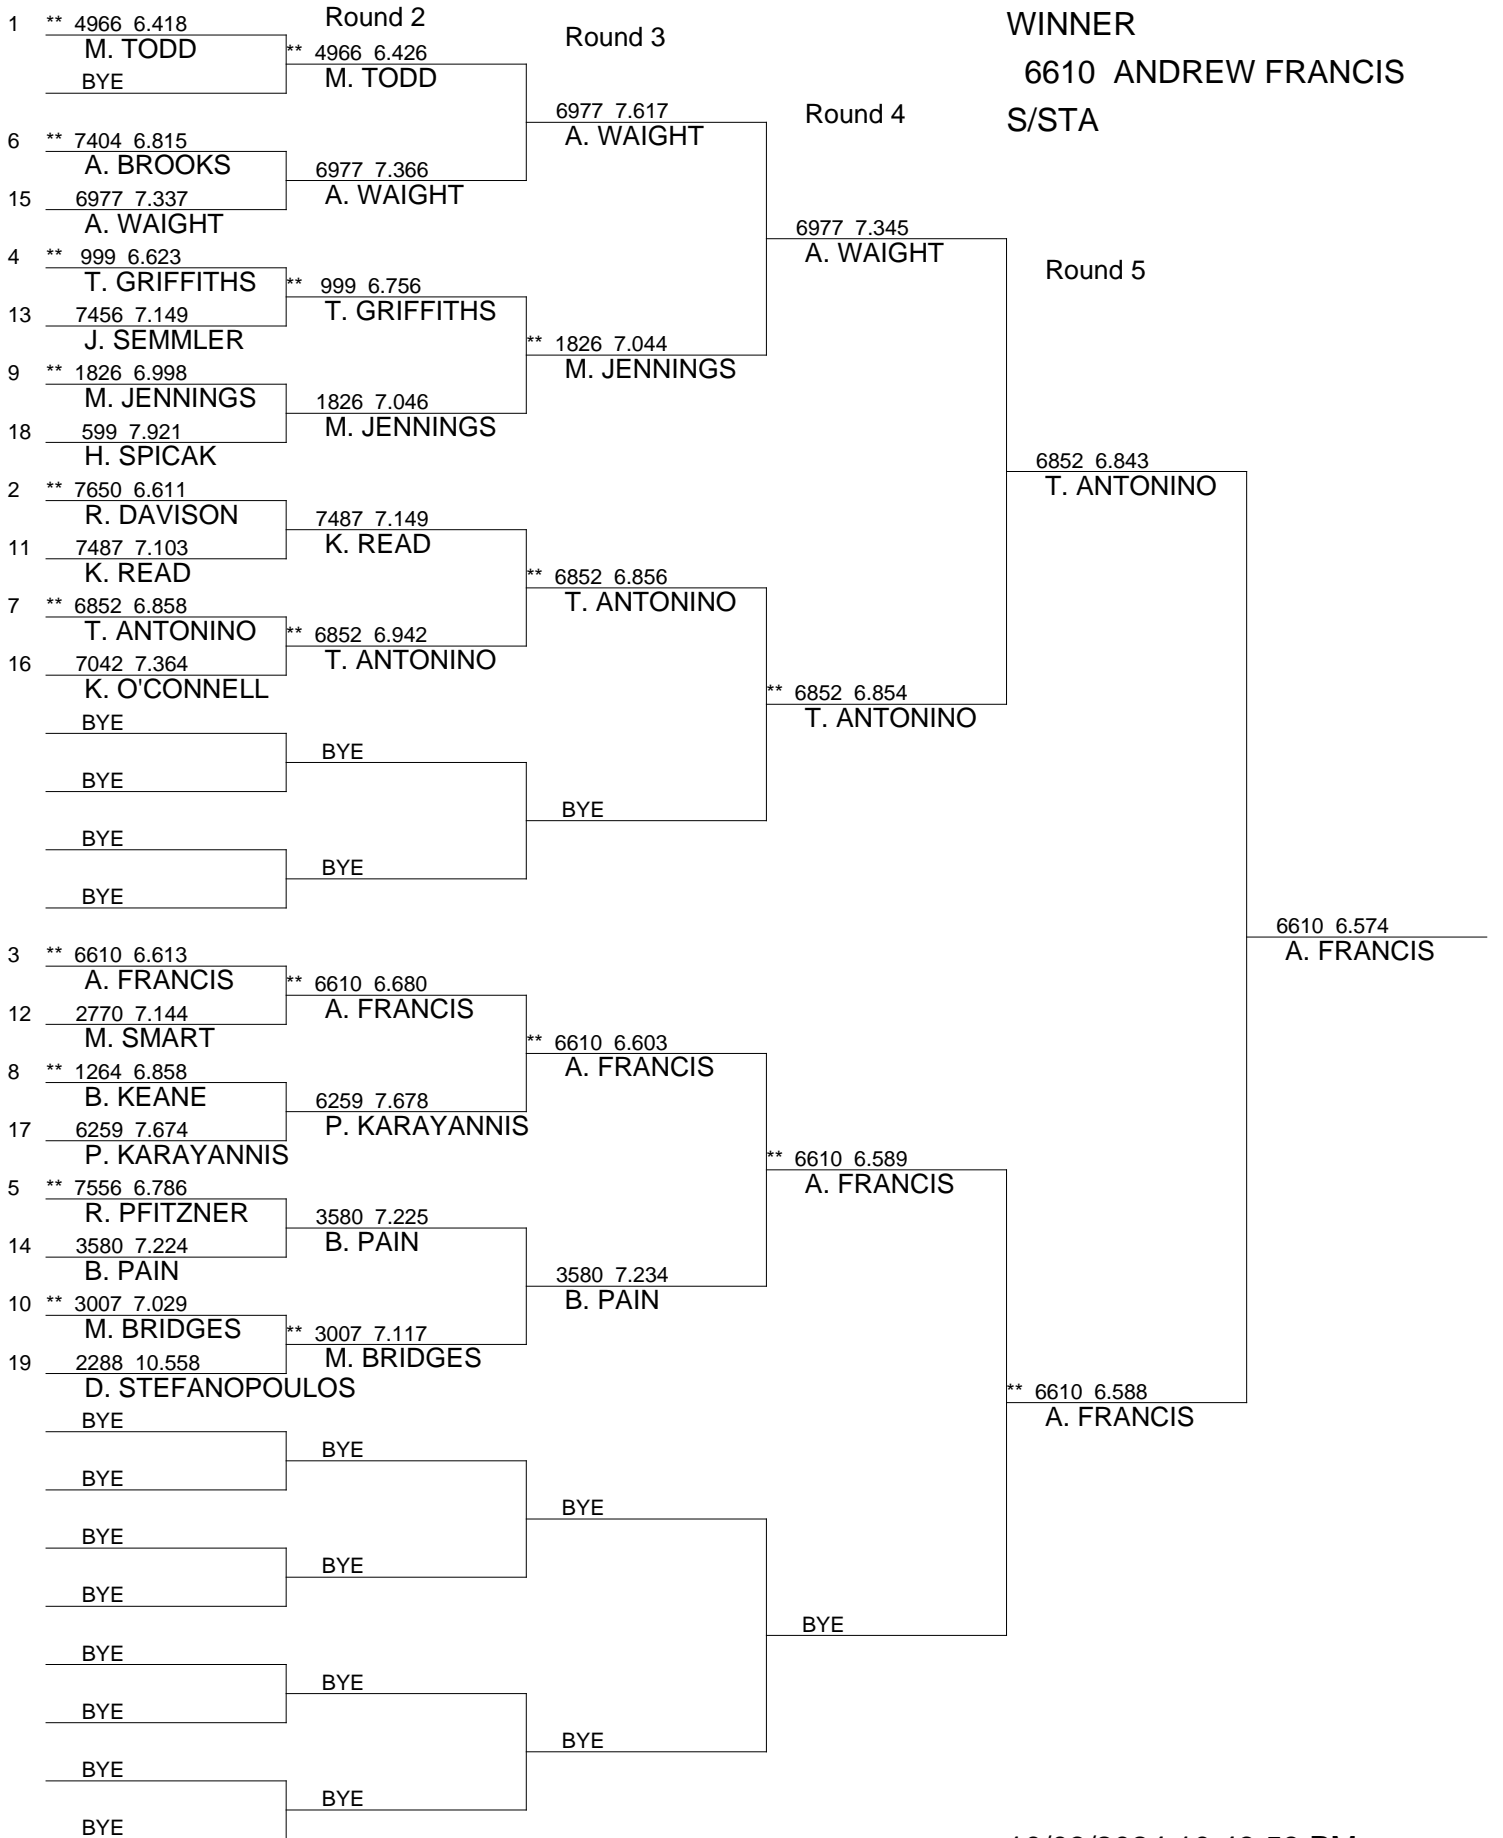 Round 2
WINNER
1 ** 4966 6.418
Round 3
M. TODD
** 4966 6.426
6610 ANDREW FRANCIS
BYE
M. TODD
6977 7.617
Round 4
S/STA
6 ** 7404 6.815
A. WAIGHT
A. BROOKS
6977 7.366
15 6977 7.337
A. WAIGHT
A. WAIGHT
6977 7.345
4 ** 999 6.623
A. WAIGHT
Round 5
T. GRIFFITHS
** 999 6.756
13 7456 7.149
T. GRIFFITHS
J. SEMMLER
** 1826 7.044
9 ** 1826 6.998
M. JENNINGS
M. JENNINGS
1826 7.046
18 599 7.921
M. JENNINGS
H. SPICAK
6852 6.843
2 ** 7650 6.611
T. ANTONINO
R. DAVISON
7487 7.149
11 7487 7.103
K. READ
K. READ
** 6852 6.856
7 ** 6852 6.858
T. ANTONINO
T. ANTONINO
** 6852 6.942
16 7042 7.364
T. ANTONINO
K. O'CONNELL
** 6852 6.854
BYE
T. ANTONINO
BYE
BYE
BYE
BYE
BYE
BYE
6610 6.574
3 ** 6610 6.613
A. FRANCIS
A. FRANCIS
** 6610 6.680
12 2770 7.144
A. FRANCIS
M. SMART
** 6610 6.603
8 ** 1264 6.858
A. FRANCIS
B. KEANE
6259 7.678
17 6259 7.674
P. KARAYANNIS
P. KARAYANNIS
** 6610 6.589
5 ** 7556 6.786
A. FRANCIS
R. PFITZNER
3580 7.225
14 3580 7.224
B. PAIN
B. PAIN
3580 7.234
10 ** 3007 7.029
B. PAIN
M. BRIDGES
** 3007 7.117
19 2288 10.558
M. BRIDGES
D. STEFANOPOULOS
** 6610 6.588
BYE
A. FRANCIS
BYE
BYE
BYE
BYE
BYE
BYE
BYE
BYE
BYE
BYE
BYE
BYE
BYE
BYE